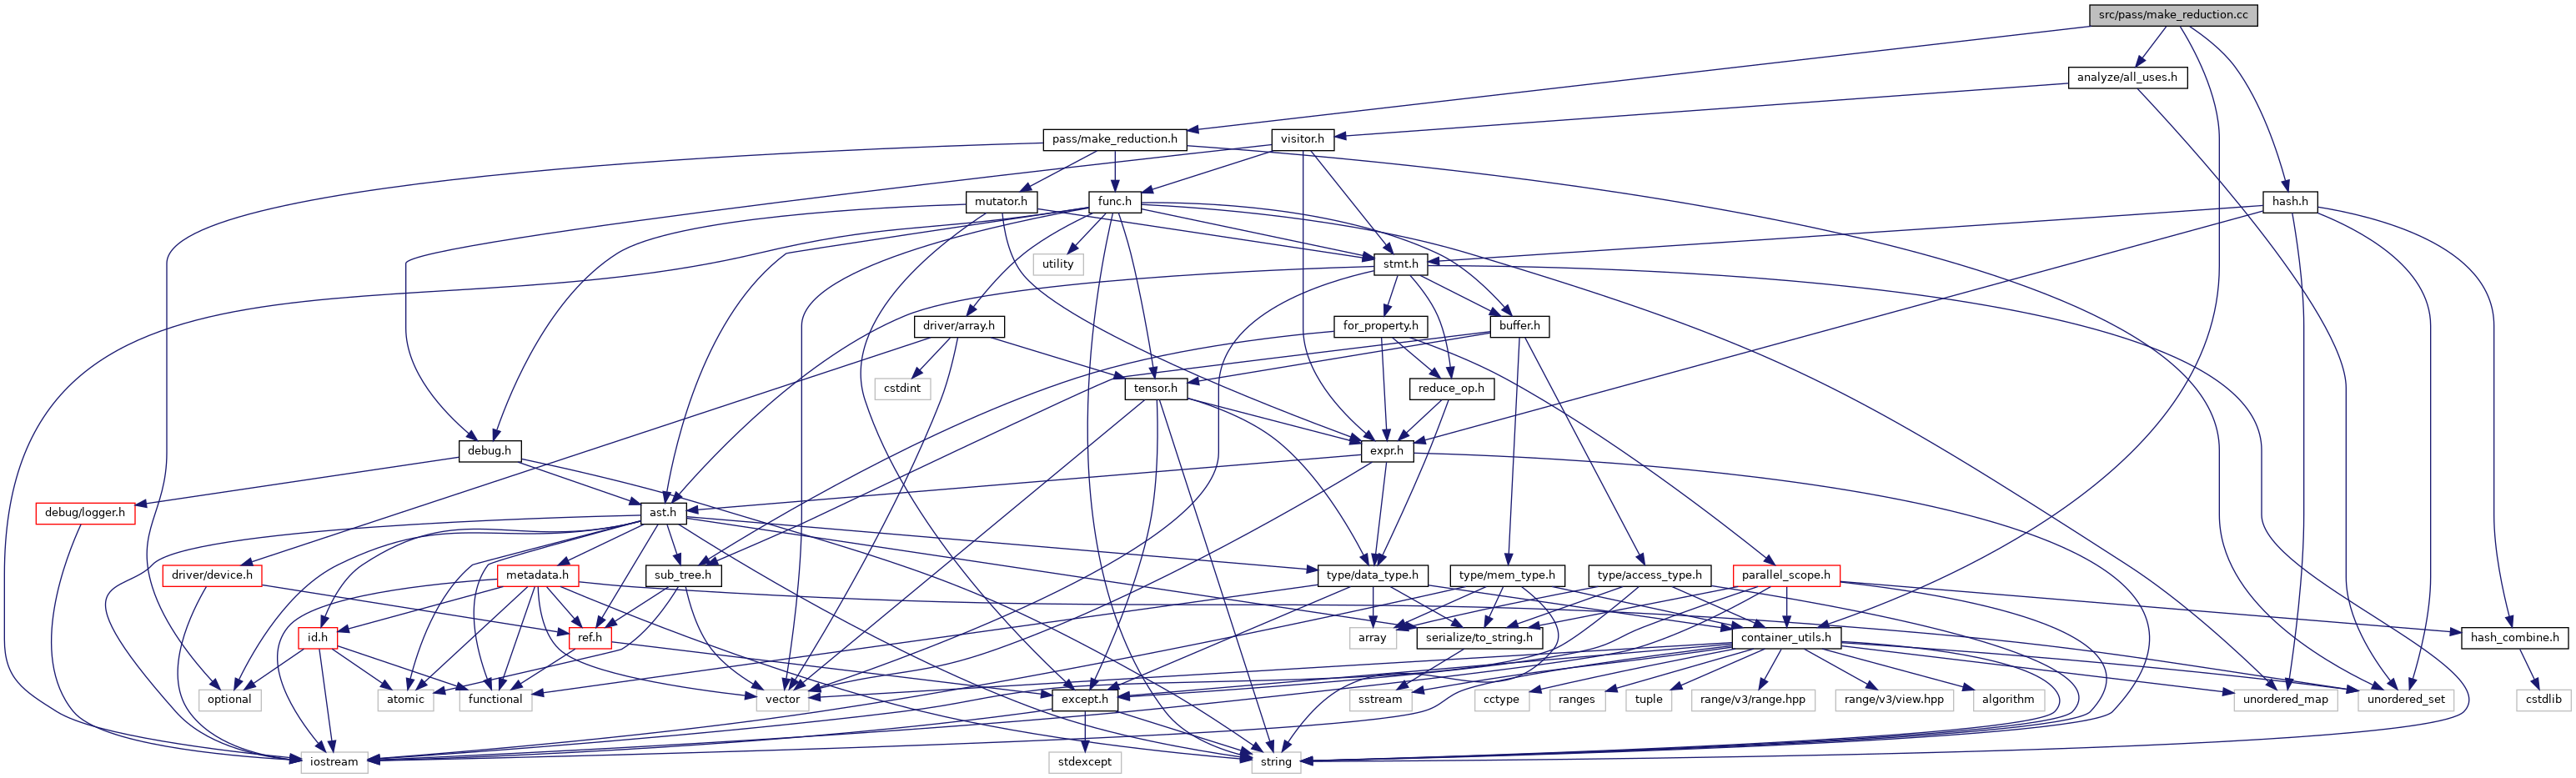 src/pass/make_reduction.cc
analyze/all_uses.h
pass/make_reduction.h
visitor.h
mutator.h
func.h
hash.h
utility
stmt.h
driver/array.h
for_property.h
buffer.h
cstdint
tensor.h
reduce_op.h
debug.h
expr.h
debug/logger.h
ast.h
driver/device.h
metadata.h
sub_tree.h
type/data_type.h
type/mem_type.h
type/access_type.h
parallel_scope.h
id.h
ref.h
array
serialize/to_string.h
container_utils.h
hash_combine.h
optional
atomic
functional
vector
except.h
sstream
cctype
ranges
tuple
range/v3/range.hpp
range/v3/view.hpp
algorithm
unordered_map
unordered_set
cstdlib
iostream
stdexcept
string